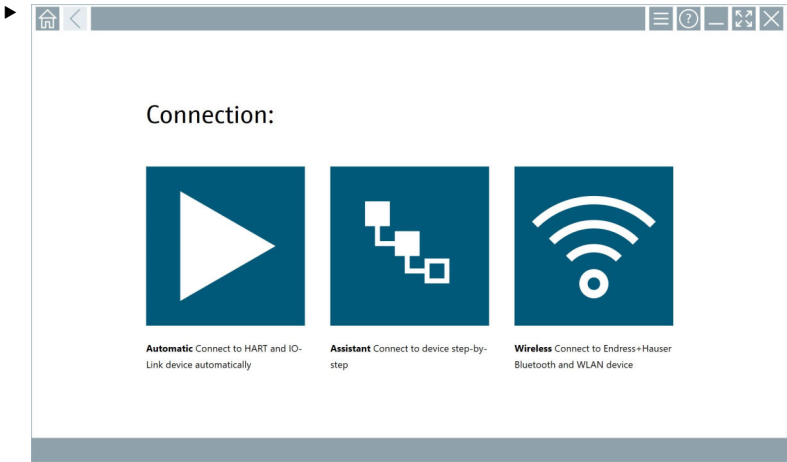 ?
Connection:
Automatic Connect to HART and IO-
Link device automatically
Assistant Connect to device step-by-
step
Wireless Connect to Endress+Hauser
Bluetooth and WLAN device